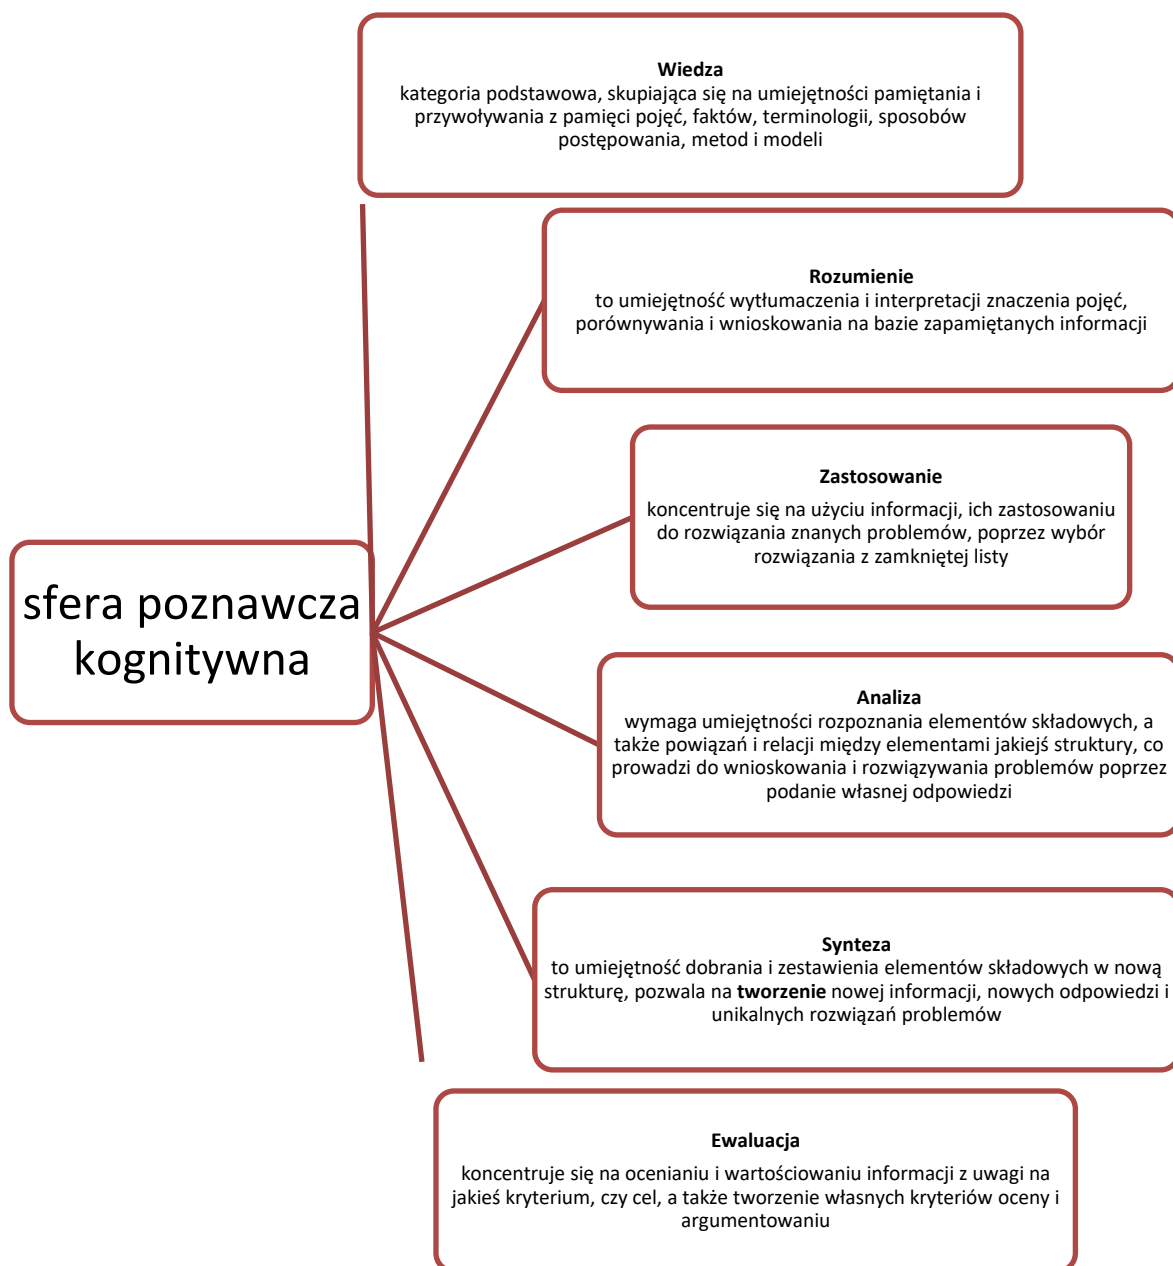 Wiedza
kategoria podstawowa, skupiająca się na umiejętności pamiętania i
przywoływania z pamięci pojęć, faktów, terminologii, sposobów
postępowania, metod i modeli
Rozumienie
to umiejętność wytłumaczenia i interpretacji znaczenia pojęć,
porównywania i wnioskowania na bazie zapamiętanych informacji
Zastosowanie
koncentruje się na użyciu informacji, ich zastosowaniu
do rozwiązania znanych problemów, poprzez wybór
rozwiązania z zamkniętej listy
sfera poznawcza
kognitywna
Analiza
wymaga umiejętności rozpoznania elementów składowych, a
także powiązań i relacji między elementami jakiejś struktury, co
prowadzi do wnioskowania i rozwiązywania problemów poprzez
podanie własnej odpowiedzi
Synteza
to umiejętność dobrania i zestawienia elementów składowych w nową
strukturę, pozwala na tworzenie nowej informacji, nowych odpowiedzi i
unikalnych rozwiązań problemów
Ewaluacja
koncentruje się na ocenianiu i wartościowaniu informacji z uwagi na
jakieś kryterium, czy cel, a także tworzenie własnych kryteriów oceny i
argumentowaniu